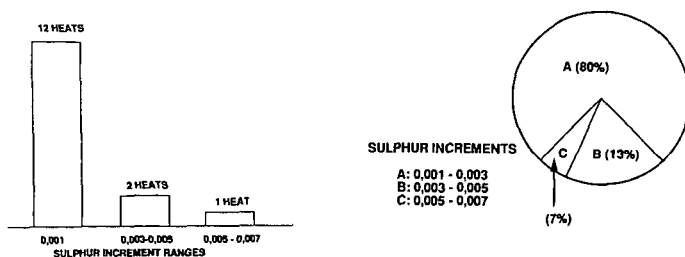 12 HEATS
2 HEATS
1 HEAT
0,001
0,003-0,005
0,005 - 0,007
SULPHUR INCREMENT RANGES
A (80%)
C
B (13%)
(7%)
SULPHUR INCREMENTS
A: 0,001 - 0,003
B: 0,003 - 0,005
C: 0,005 - 0,007